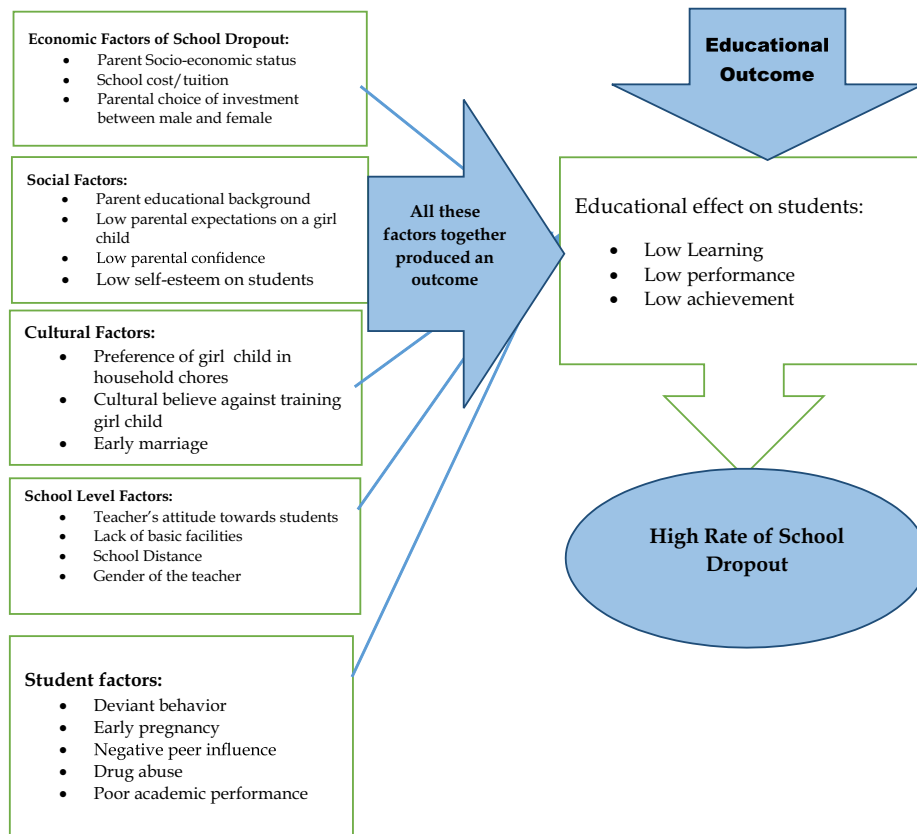 Economic Factors of School Dropout:
• Parent Socio-economic status
• School cost/tuition
• Parental choice of investment
between male and female
Social Factors:
• Parent educational background
• Low parental expectations on a girl
child
• Low parental confidence
• Low self-esteem on students
Cultural Factors:
• Preference of girl child in
household chores
• Cultural believe against training
girl child
• Early marriage
School Level Factors:
• Teacher's attitude towards students
• Lack of basic facilities
• School Distance
• Gender of the teacher
Student factors:
• Deviant behavior
• Early pregnancy
• Negative peer influence
• Drug abuse
• Poor academic performance
All these
factors together
produced an
outcome
Educational
Outcome
Educational effect on students:
• Low Learning
• Low performance
• Low achievement
High Rate of School
Dropout